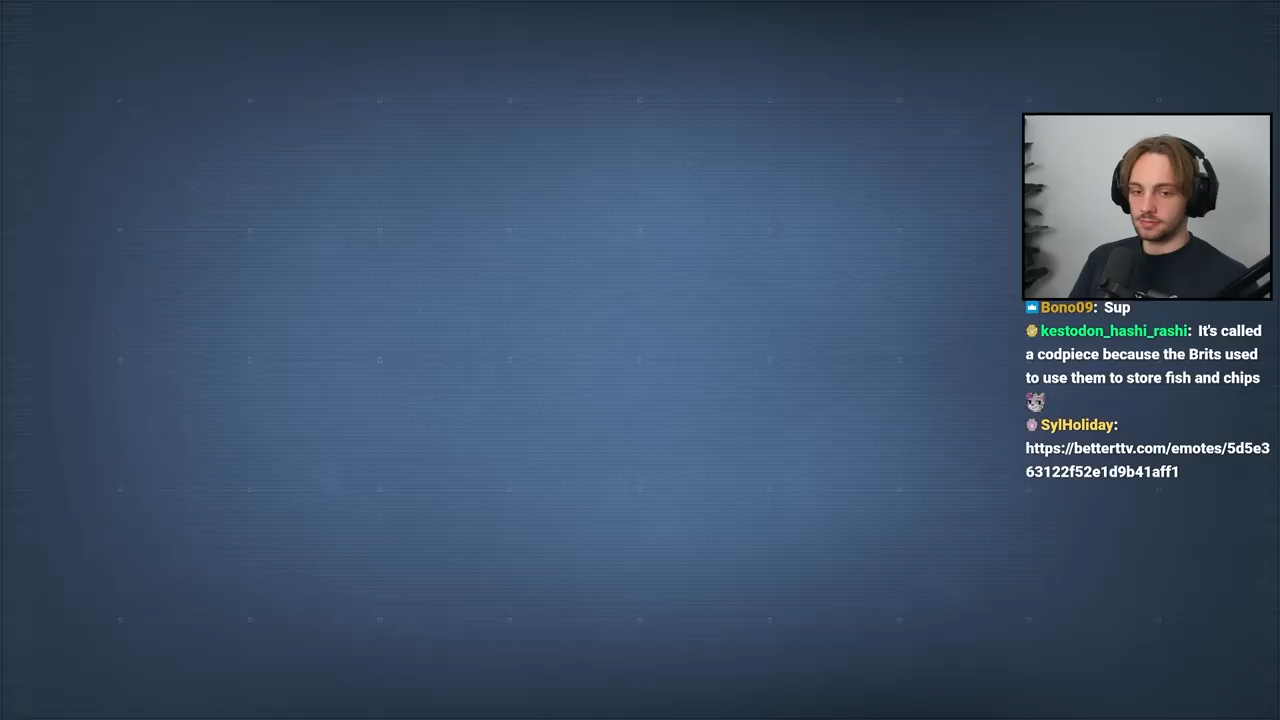 Bono09: Sup
kestodon_hashi_rashi: It's called
a codpiece because the Brits used
to use them to store fish and chips
SylHoliday:
https://betterttv.com/emotes/5d5e3
63122f52e1d9b41aff1